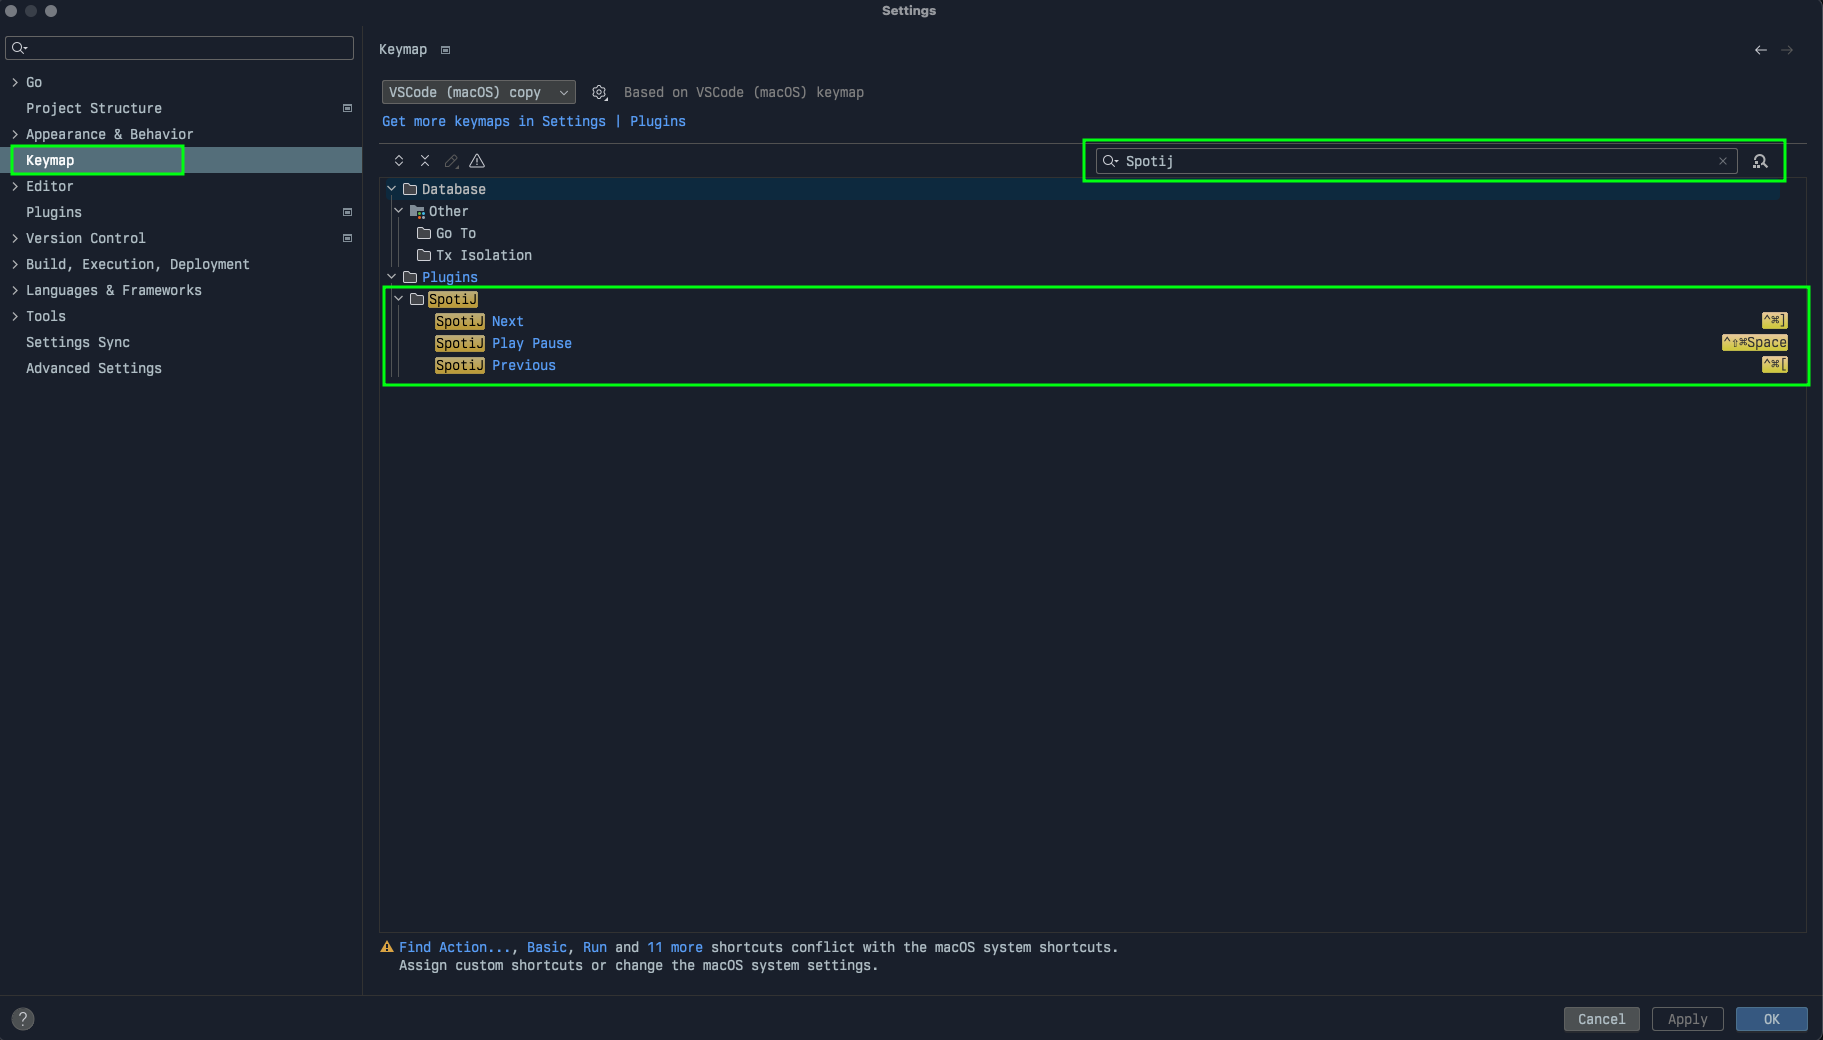 Settings
Go
Project Structure
Appearance & Behavior
Keymap
Editor
Plugins
Version Control
Build, Execution, Deployment
Languages & Frameworks
Tools
Settings Sync
Advanced Settings
Keymap
VSCode (macOS) copy
Based on VSCode (macOS) keymap
Get more keymaps in Settings | Plugins
Spotij
Database
Other
Go To
Tx Isolation
Plugins
SpotiJ
SpotiJ Next ^⌘]
SpotiJ Play Pause ^⇧⌘Space
SpotiJ Previous ^⌘[
Find Action..., Basic, Run and 11 more shortcuts conflict with the macOS system shortcuts.
Assign custom shortcuts or change the macOS system settings.
?
Cancel
Apply
OK